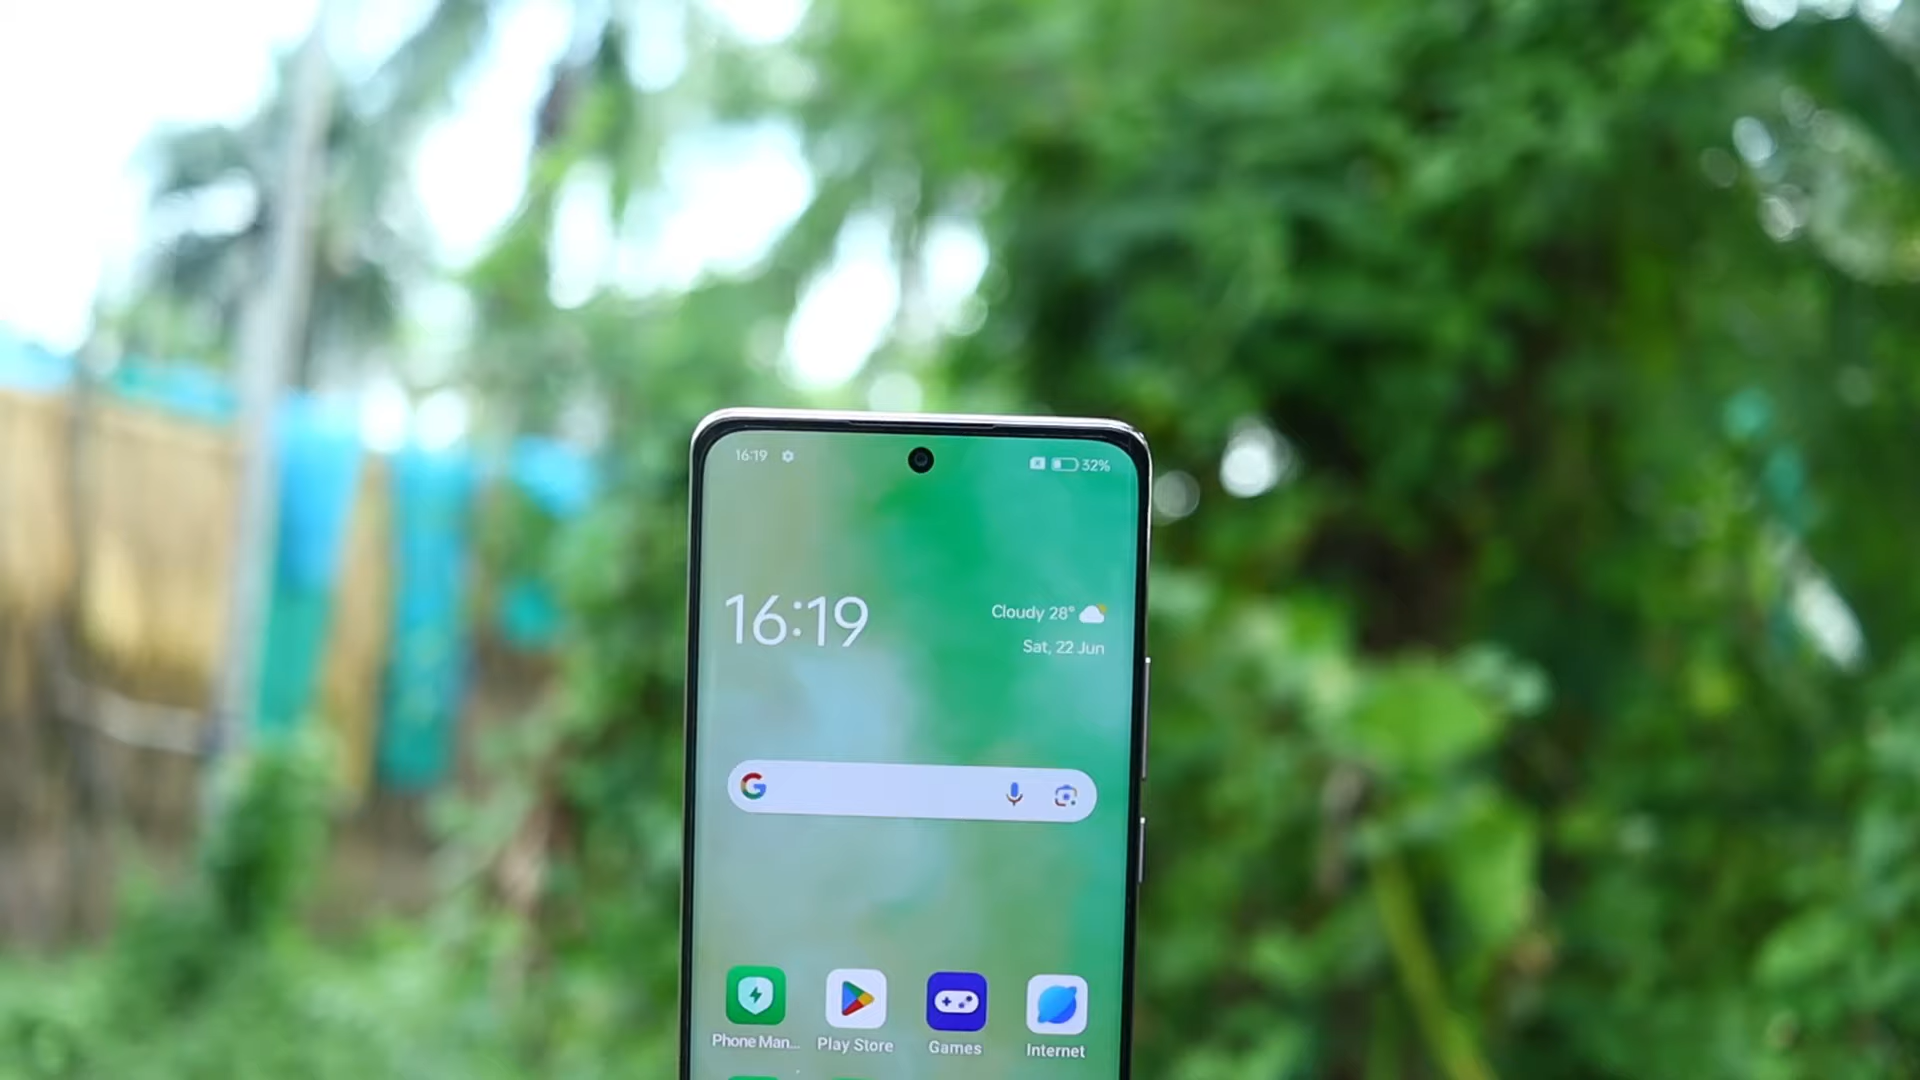 16:19
32%
16:19
Cloudy 28°
Sat, 22 Jun
G
Phone Man...
Play Store
Games
Internet